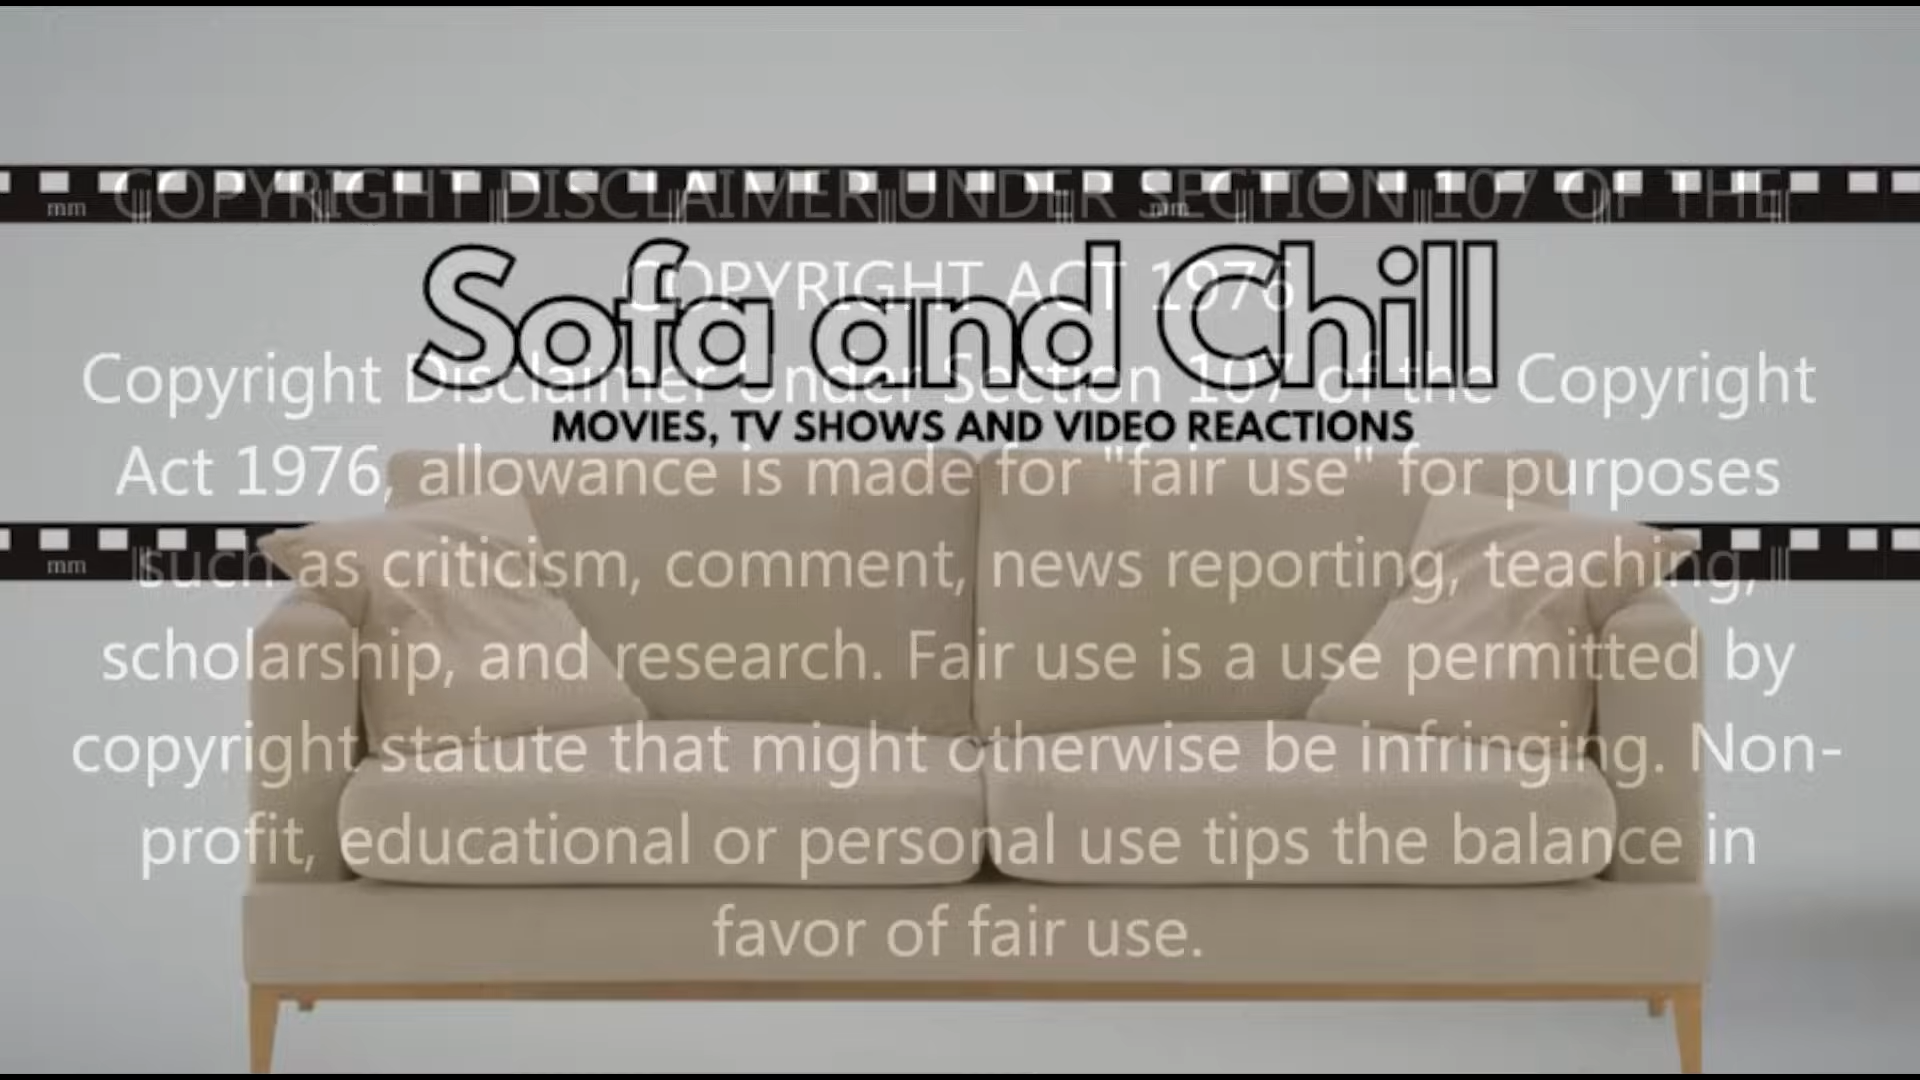 mm
mm
COPYRIGHT DISCLAIMER UNDER SECTION 107 OF THE
COPYRIGHT ACT 1976
Sofa and Chill
Copyright Disclaimer Under Section 107 of the Copyright
MOVIES, TV SHOWS AND VIDEO REACTIONS
Act 1976, allowance is made for "fair use" for purposes
mm
such as criticism, comment, news reporting, teaching,
scholarship, and research. Fair use is a use permitted by
copyright statute that might otherwise be infringing. Non-
profit, educational or personal use tips the balance in
favor of fair use.